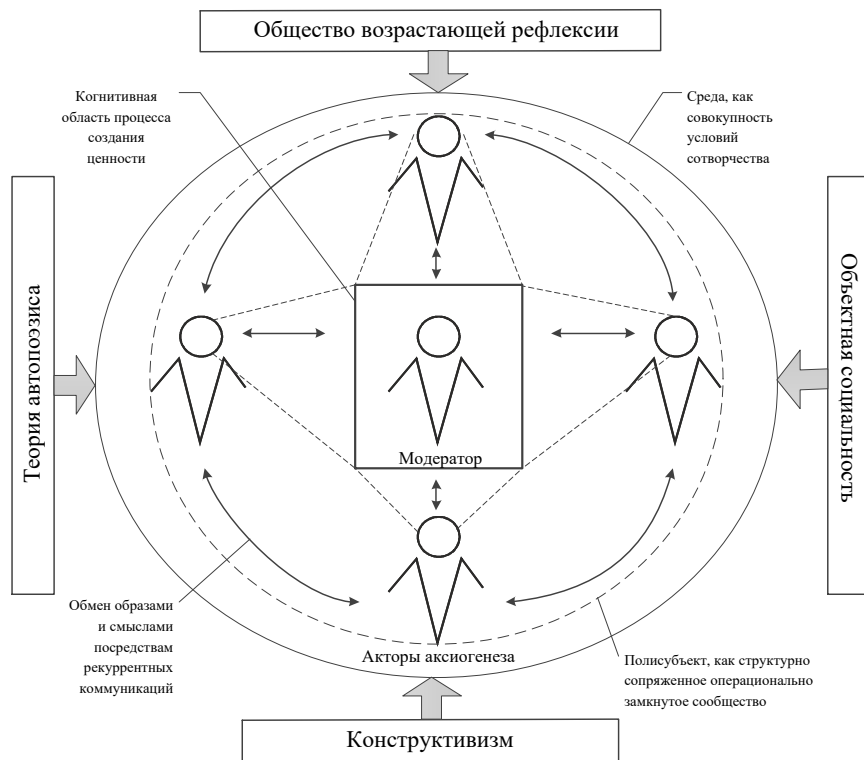 Общество возрастающей рефлексии
Когнитивная
область процесса
создания
ценности
Среда, как
совокупность
условий
сотворчества
Теория автопоэзиса
Объектная социальность
Модератор
Обмен образами
и смыслами
посредствам
рекуррентных
коммуникаций
Акторы аксиогенеза
Полисубъект, как структурно
сопряженное операционально
замкнутое сообщество
Конструктивизм